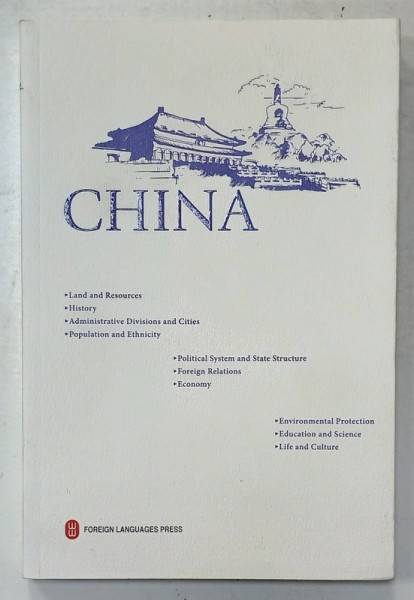 CHINA
▸Land and Resources
▸History
▸Administrative Divisions and Cities
▸Population and Ethnicity
▸Political System and State Structure
▸Foreign Relations
▸Economy
▸Environmental Protection
▸Education and Science
▸Life and Culture
FOREIGN LANGUAGES PRESS